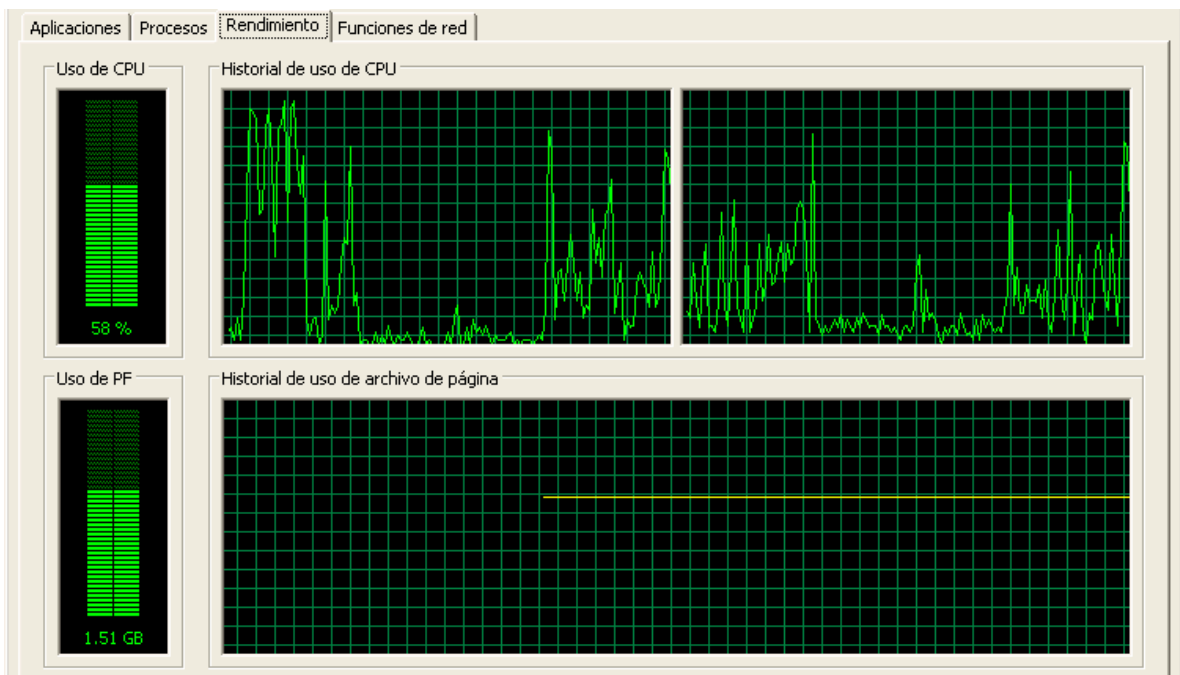 Aplicaciones Procesos Rendimiento Funciones de red
Uso de CPU
Historial de uso de CPU
58 %
Uso de PF
Historial de uso de archivo de página
1.51 GB